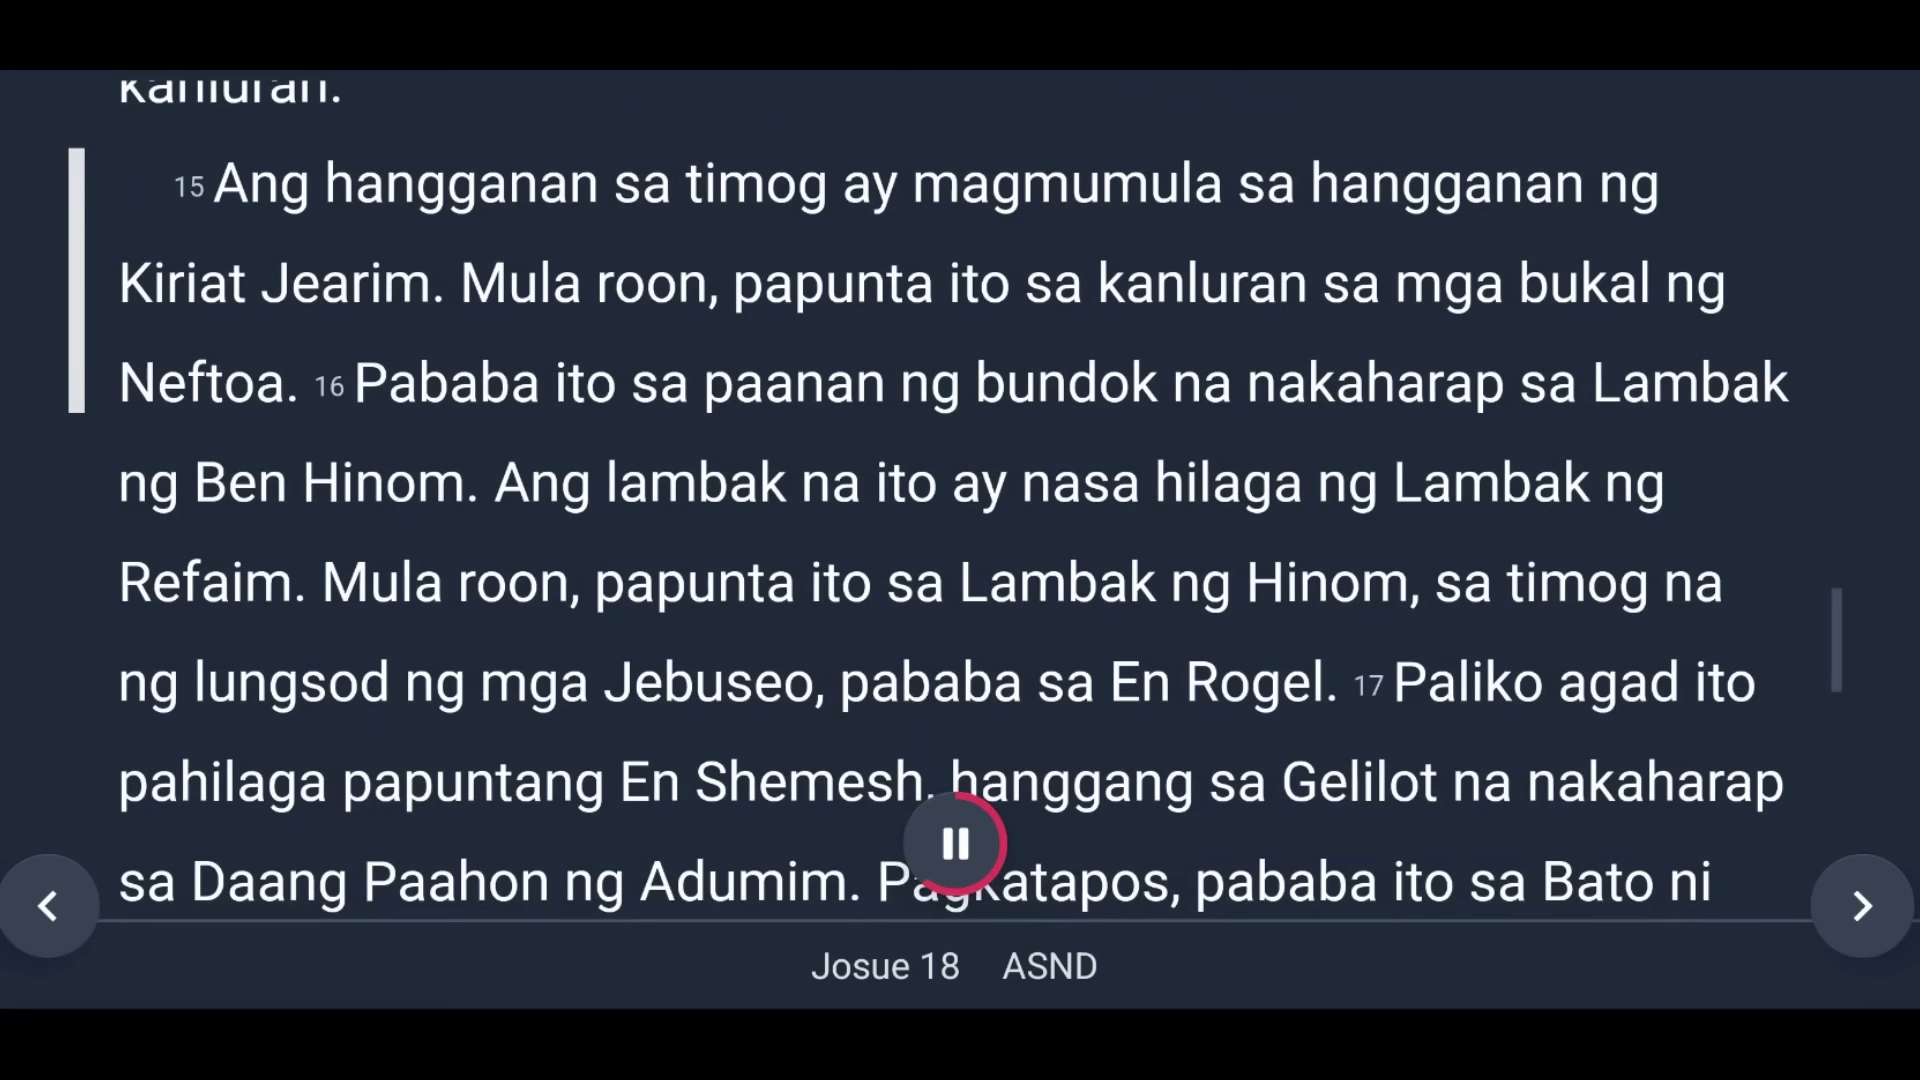 kanluran.
15 Ang hangganan sa timog ay magmumula sa hangganan ng
Kiriat Jearim. Mula roon, papunta ito sa kanluran sa mga bukal ng
Neftoa. 16 Pababa ito sa paanan ng bundok na nakaharap sa Lambak
ng Ben Hinom. Ang lambak na ito ay nasa hilaga ng Lambak ng
Refaim. Mula roon, papunta ito sa Lambak ng Hinom, sa timog na
ng lungsod ng mga Jebuseo, pababa sa En Rogel. 17 Paliko agad ito
pahilaga papuntang En Shemesh, hanggang sa Gelilot na nakaharap
sa Daang Paahon ng Adumim. Pagkatapos, pababa ito sa Bato ni
Josue 18 ASND